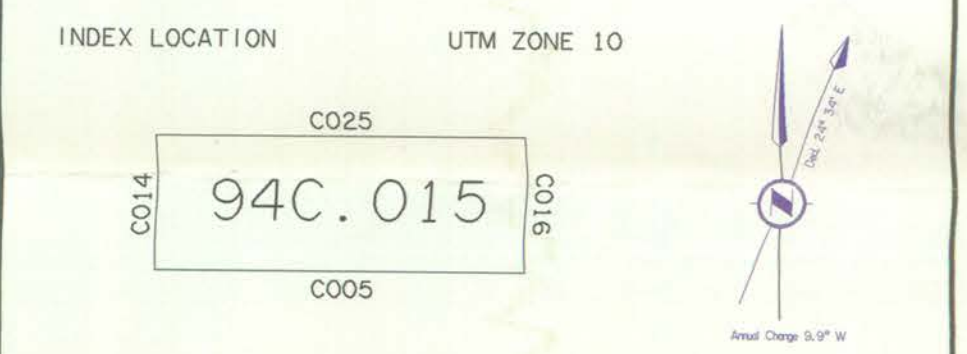 INDEX LOCATION
UTM ZONE 10
C025
C014
94C.015
C016
C005
Decl. 24° 34' E
Annual Change 9.9" W